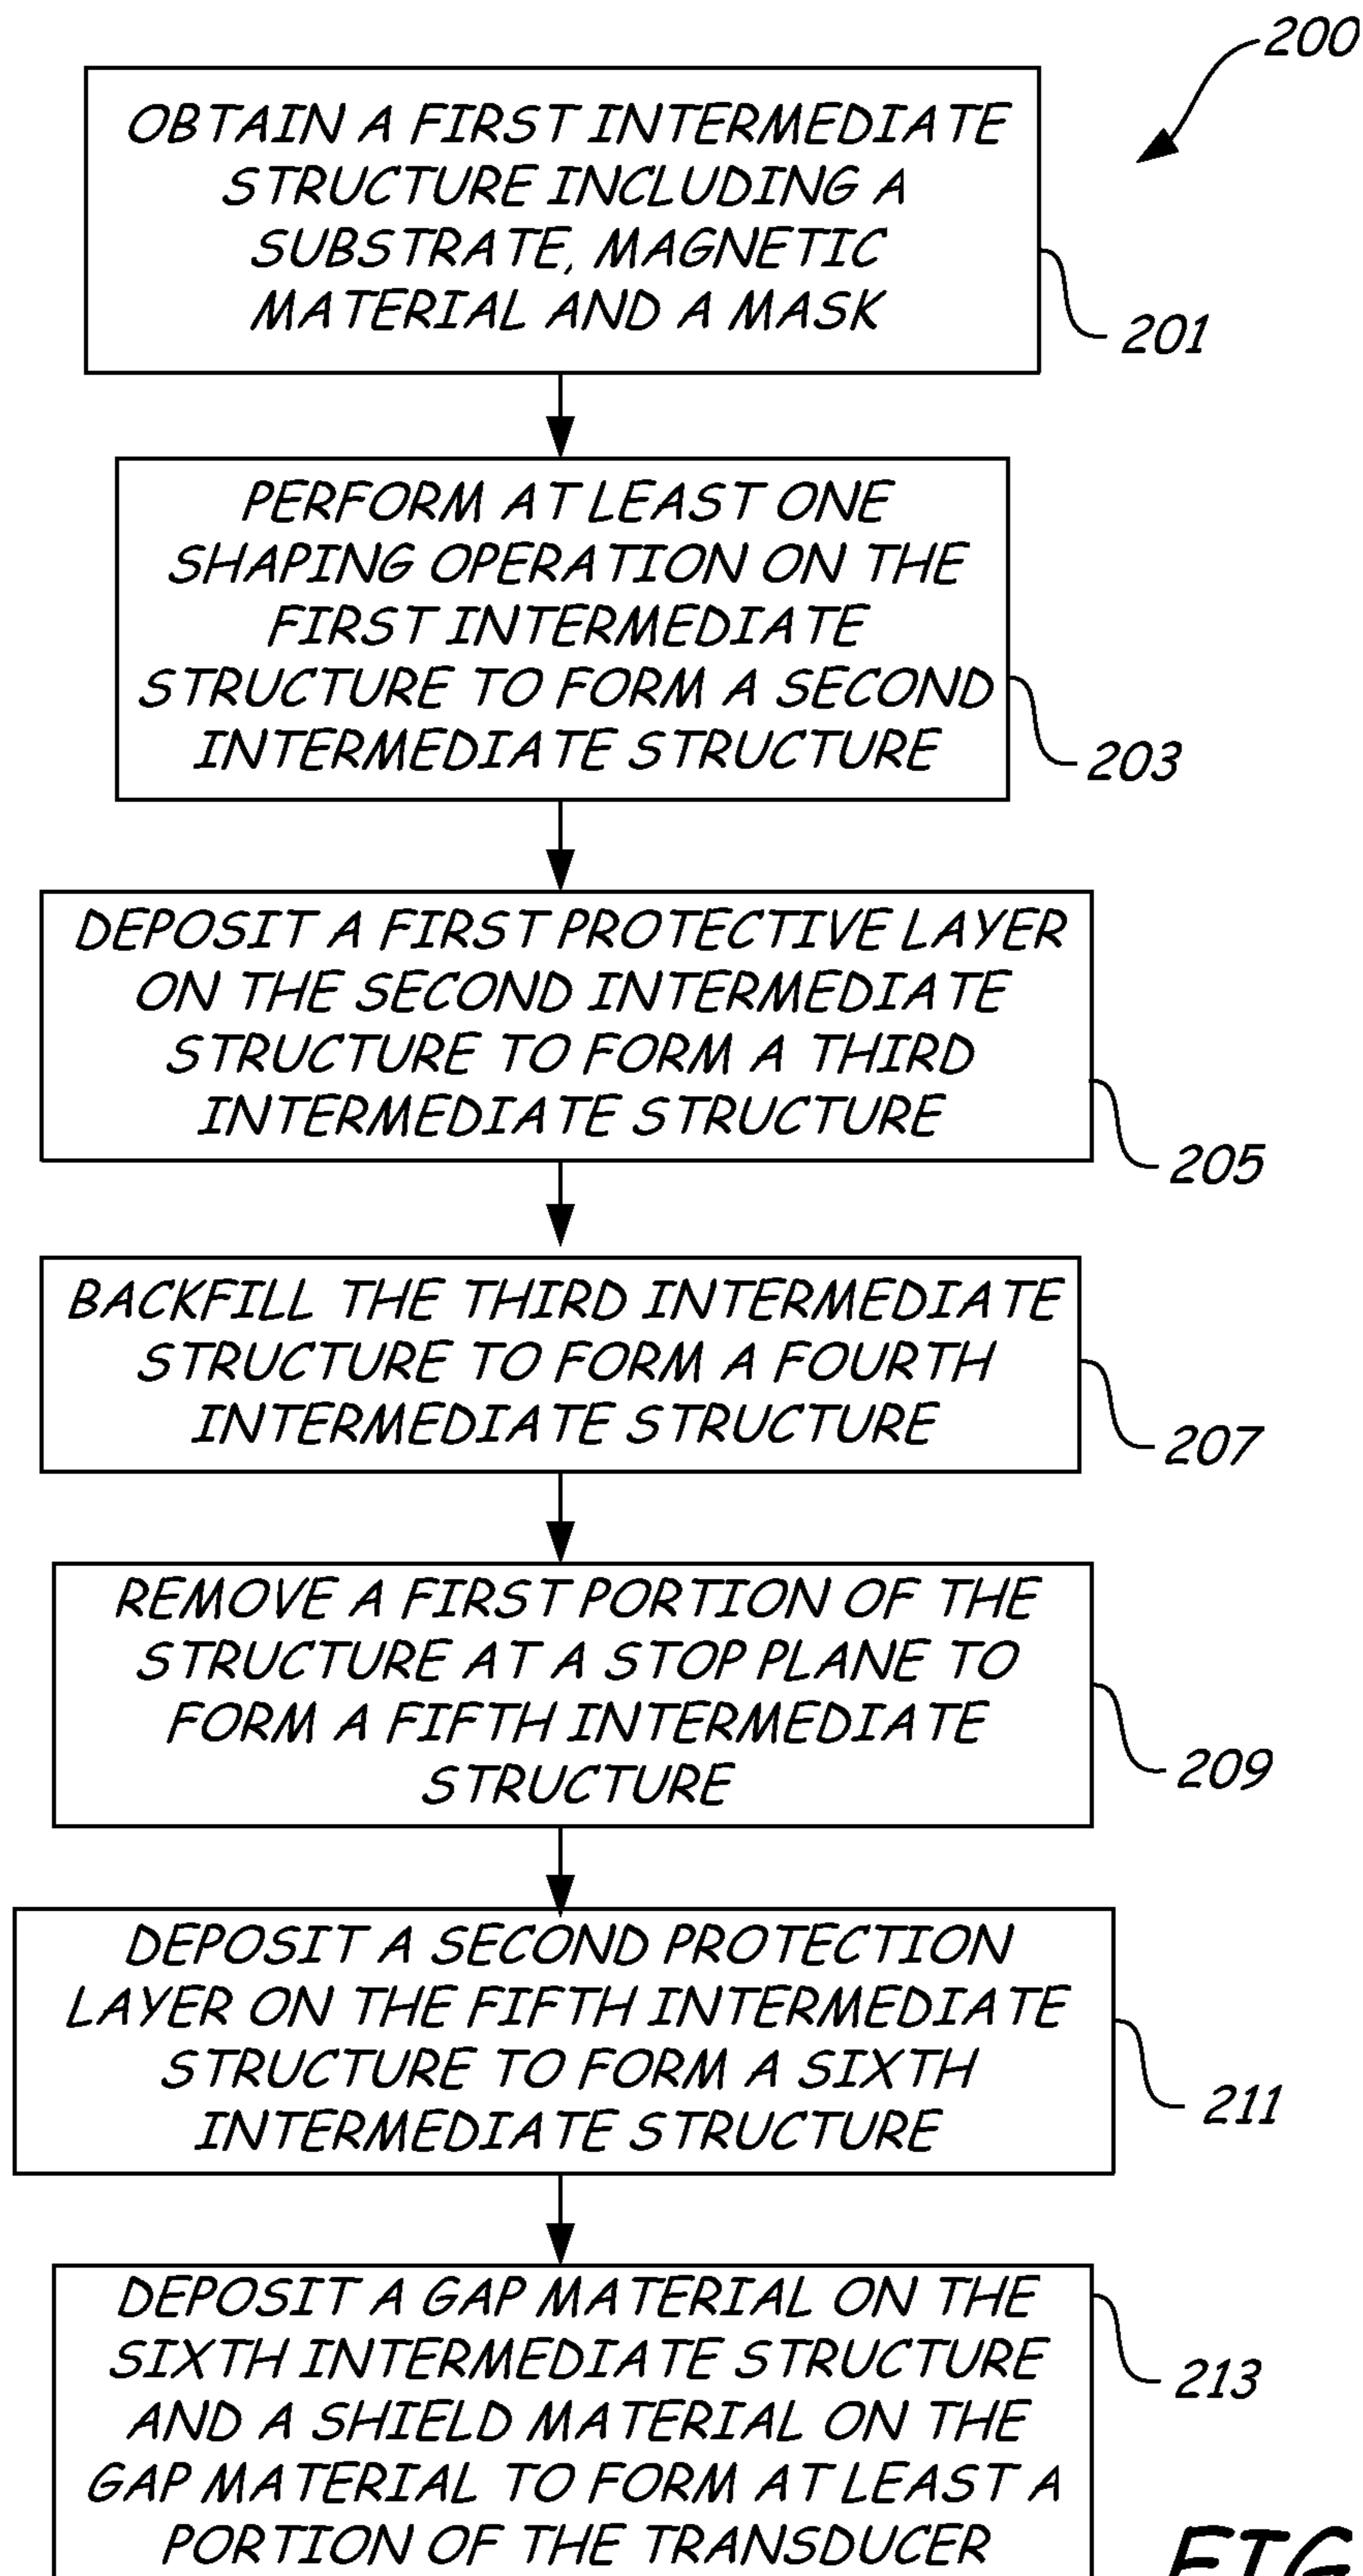 200
OBTAIN A FIRST INTERMEDIATE
STRUCTURE INCLUDING A
SUBSTRATE, MAGNETIC
MATERIAL AND A MASK
201
PERFORM AT LEAST ONE
SHAPING OPERATION ON THE
FIRST INTERMEDIATE
STRUCTURE TO FORM A SECOND
INTERMEDIATE STRUCTURE
203
DEPOSIT A FIRST PROTECTIVE LAYER
ON THE SECOND INTERMEDIATE
STRUCTURE TO FORM A THIRD
INTERMEDIATE STRUCTURE
205
BACKFILL THE THIRD INTERMEDIATE
STRUCTURE TO FORM A FOURTH
INTERMEDIATE STRUCTURE
207
REMOVE A FIRST PORTION OF THE
STRUCTURE AT A STOP PLANE TO
FORM A FIFTH INTERMEDIATE
STRUCTURE
209
DEPOSIT A SECOND PROTECTION
LAYER ON THE FIFTH INTERMEDIATE
STRUCTURE TO FORM A SIXTH
INTERMEDIATE STRUCTURE
211
DEPOSIT A GAP MATERIAL ON THE
SIXTH INTERMEDIATE STRUCTURE
AND A SHIELD MATERIAL ON THE
GAP MATERIAL TO FORM AT LEAST A
PORTION OF THE TRANSDUCER
213
FIG